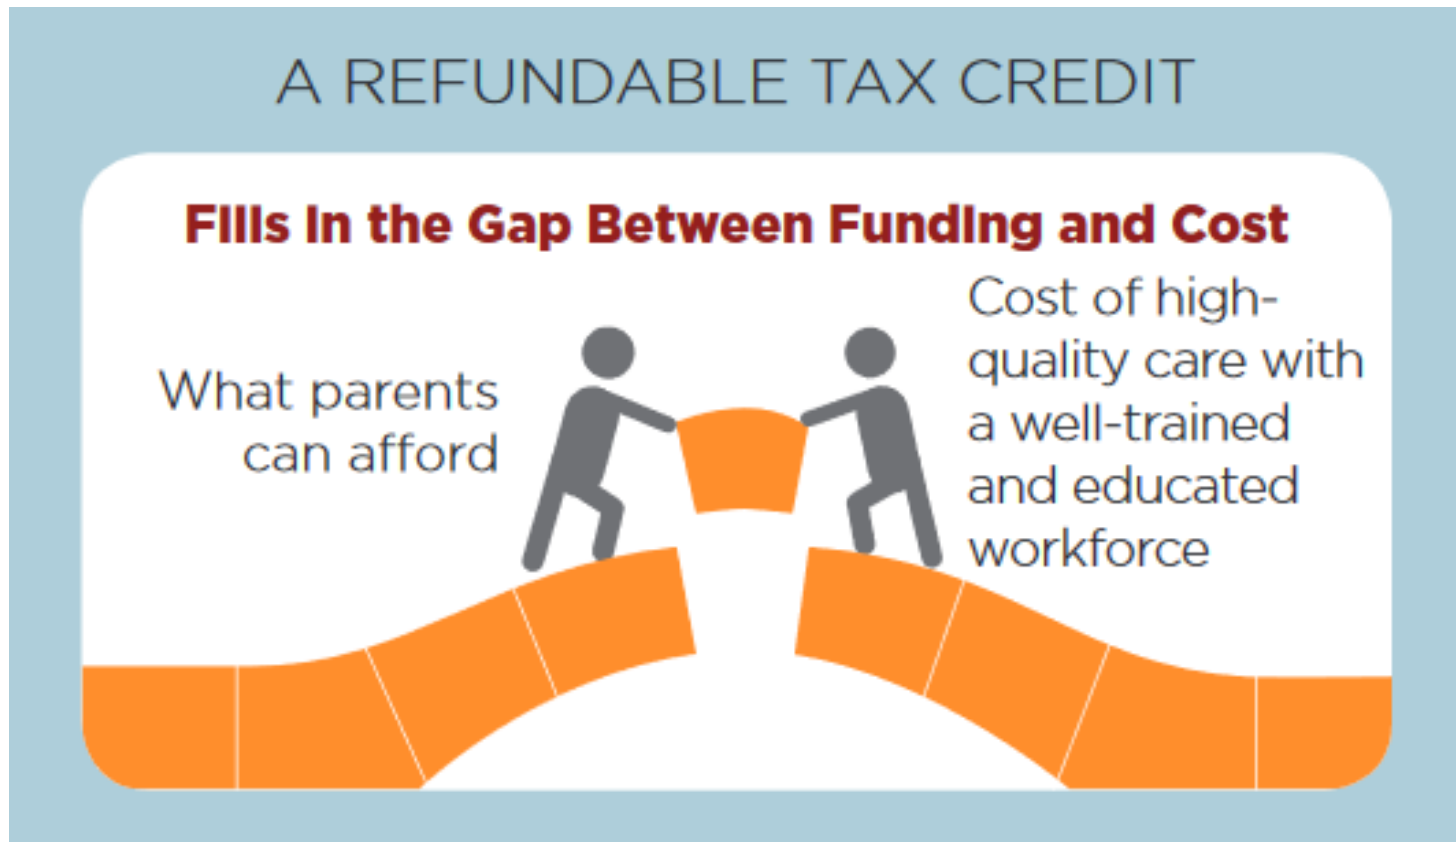 A REFUNDABLE TAX CREDIT
Fills in the Gap Between Funding and Cost
What parents
can afford
Cost of high-
quality care with
a well-trained
and educated
workforce